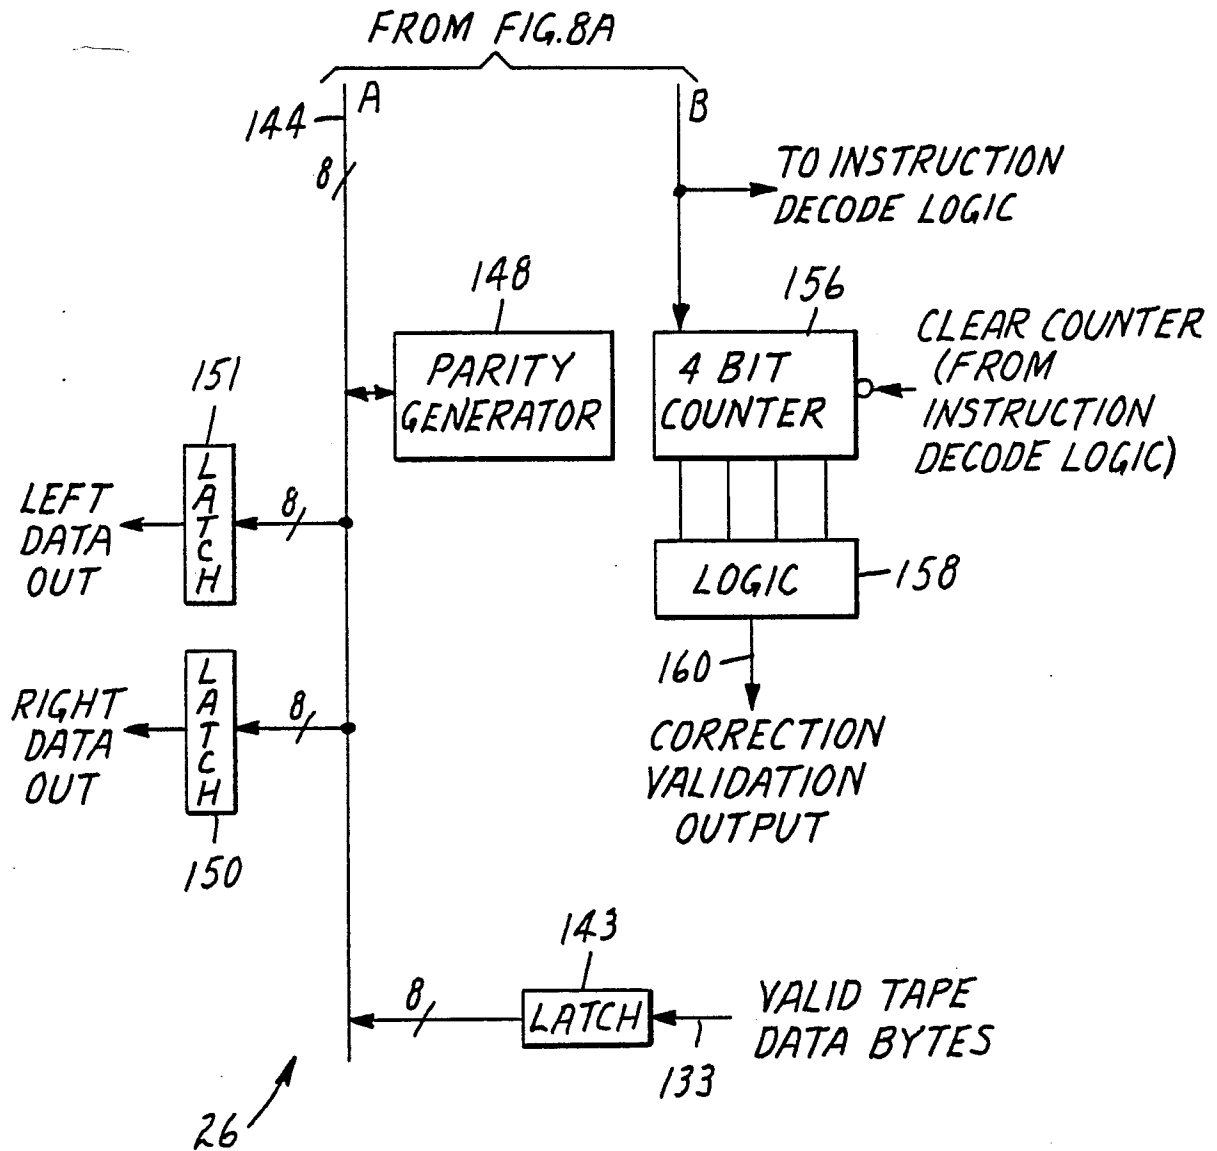 FROM FIG.8A
A
B
144
8
TO INSTRUCTION
DECODE LOGIC
148
156
PARITY
GENERATOR
4 BIT
COUNTER
CLEAR COUNTER
(FROM
INSTRUCTION
DECODE LOGIC)
151
LATCH
8
LEFT
DATA
OUT
LOGIC
158
160
CORRECTION
VALIDATION
OUTPUT
RIGHT
DATA
OUT
LATCH
8
150
143
8
LATCH
VALID TAPE
DATA BYTES
133
26